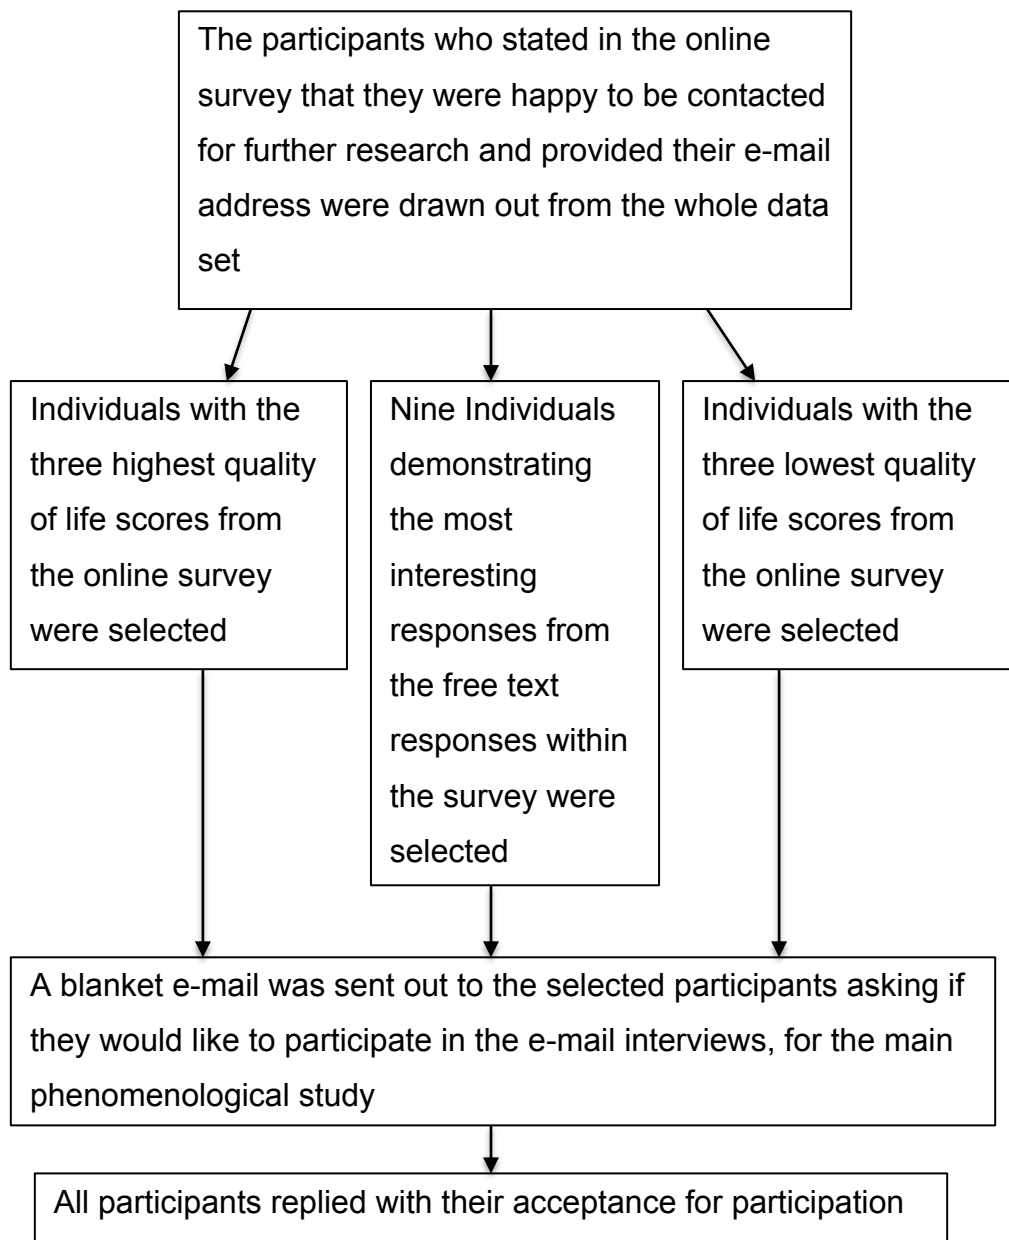 The participants who stated in the online
survey that they were happy to be contacted
for further research and provided their e-mail
address were drawn out from the whole data
set
Individuals with the
three highest quality
of life scores from
the online survey
were selected
Nine Individuals
demonstrating
the most
interesting
responses from
the free text
responses within
the survey were
selected
Individuals with the
three lowest quality
of life scores from
the online survey
were selected
A blanket e-mail was sent out to the selected participants asking if
they would like to participate in the e-mail interviews, for the main
phenomenological study
All participants replied with their acceptance for participation